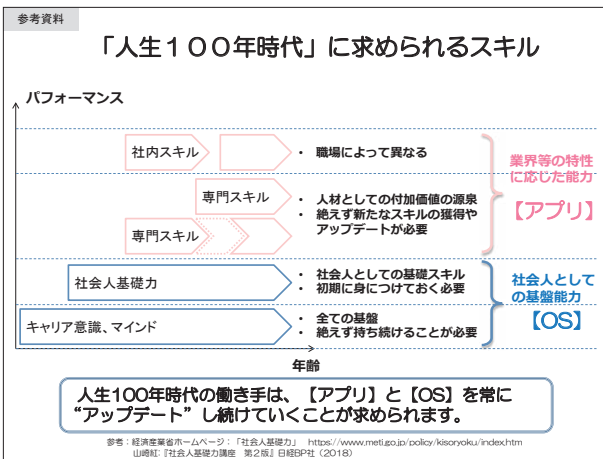 参考資料
「人生１００年時代」に求められるスキル
パフォーマンス
社内スキル
・ 職場によって異なる
専門スキル
専門スキル
・ 人材としての付加価値の源泉
・ 絶えず新たなスキルの獲得や
アップデートが必要
業界等の特性
に応じた能力
【アプリ】
社会人基礎力
・ 社会人としての基礎スキル
・ 初期に身につけておく必要
キャリア意識、マインド
・ 全ての基盤
・ 絶えず持ち続けることが必要
社会人として
の基盤能力
【OS】
年齢
人生100年時代の働き手は、【アプリ】と【OS】を常に
“アップデート”し続けていくことが求められます。
参考：経済産業省ホームページ：「社会人基礎力」　https://www.meti.go.jp/policy/kisoryoku/index.htm
山崎紅:『社会人基礎力講座　第２版』日経BP社（2018）